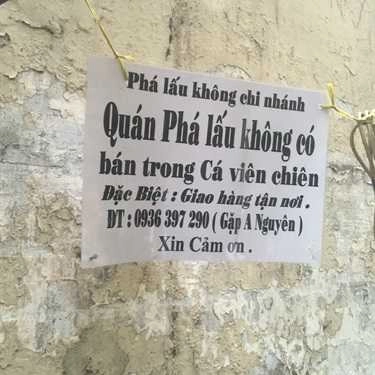 Phá lấu không chi nhánh
Quán Phá lấu không có
bán trong Cá viên chiên
Đặc Biệt : Giao hàng tận nơi .
ĐT : 0936 397 290 ( Gặp A Nguyên )
Xin Cảm ơn .